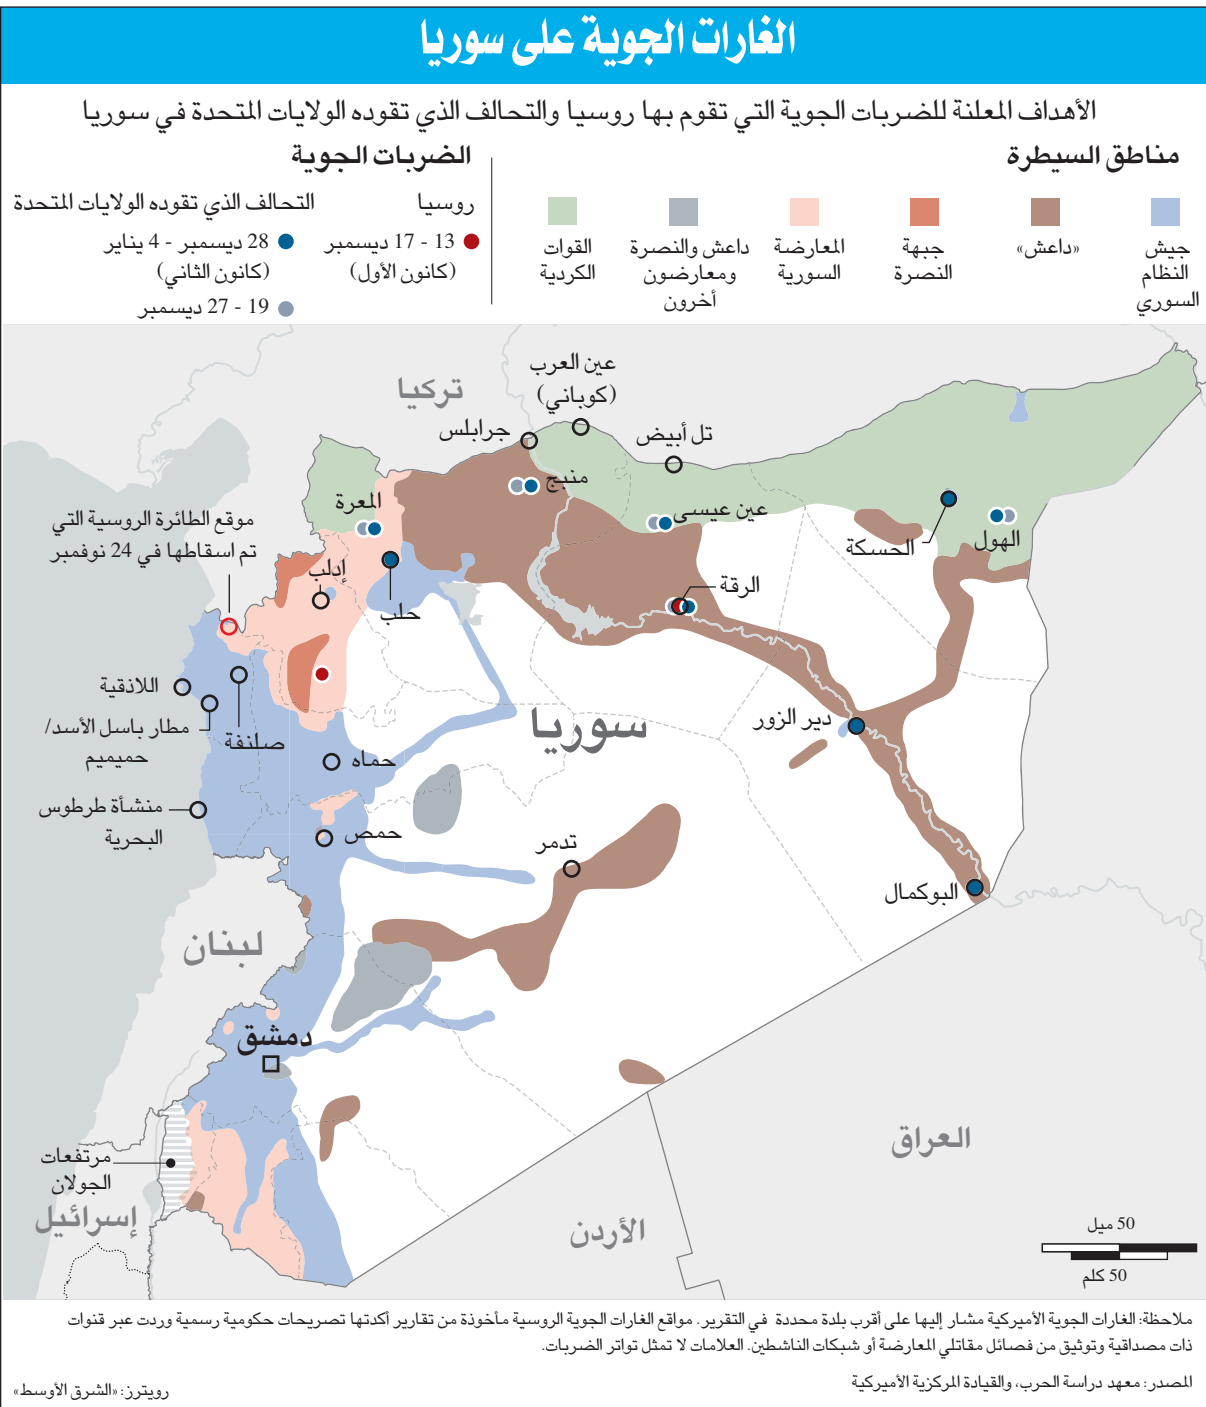 الغارات الجوية على سوريا
الأهداف المعلنة للضربات الجوية التي تقوم بها روسيا والتحالف الذي تقوده الولايات المتحدة في سوريا
مناطق السيطرة
جيش
النظام
السوري
«داعش»
جبهة
النصرة
المعارضة
السورية
داعش والنصرة
ومعارضون
أخرون
القوات
الكردية
الضربات الجوية
روسيا
13 - 17 ديسمبر
(كانون الأول)
التحالف الذي تقوده الولايات المتحدة
28 ديسمبر - 4 يناير
(كانون الثاني)
19 - 27 ديسمبر
تركيا
عين العرب
(كوباني)
جرابلس
تل أبيض
منبج
المعرة
عين عيسى
الحسكة
الهول
موقع الطائرة الروسية التي
تم اسقاطها في 24 نوفمبر
إدلب
حلب
الرقة
اللاذقية
مطار باسل الأسد/
حميميم
صلنفة
سوريا
دير الزور
حماه
منشأة طرطوس
البحرية
حمص
تدمر
البوكمال
لبنان
دمشق
العراق
مرتفعات
الجولان
إسرائيل
الأردن
50 ميل
50 كلم
ملاحظة: الغارات الجوية الأميركية مشار إليها على أقرب بلدة محددة في التقرير. مواقع الغارات الجوية الروسية مأخوذة من تقارير أكدتها تصريحات حكومية رسمية وردت عبر قنوات
ذات مصداقية وتوثيق من فصائل مقاتلي المعارضة أو شبكات الناشطين. العلامات لا تمثل تواتر الضربات.
المصدر: معهد دراسة الحرب، والقيادة المركزية الأميركية
رويترز: «الشرق الأوسط»